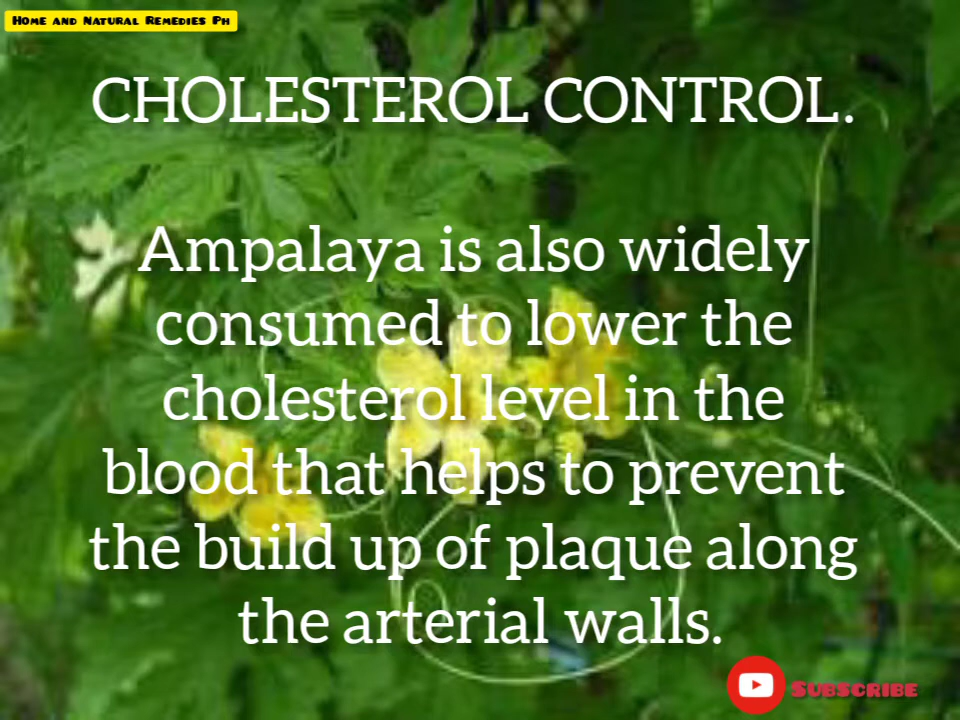 Home and Natural Remedies Ph
CHOLESTEROL CONTROL.
Ampalaya is also widely
consumed to lower the
cholesterol level in the
blood that helps to prevent
the build up of plaque along
the arterial walls.
Subscribe